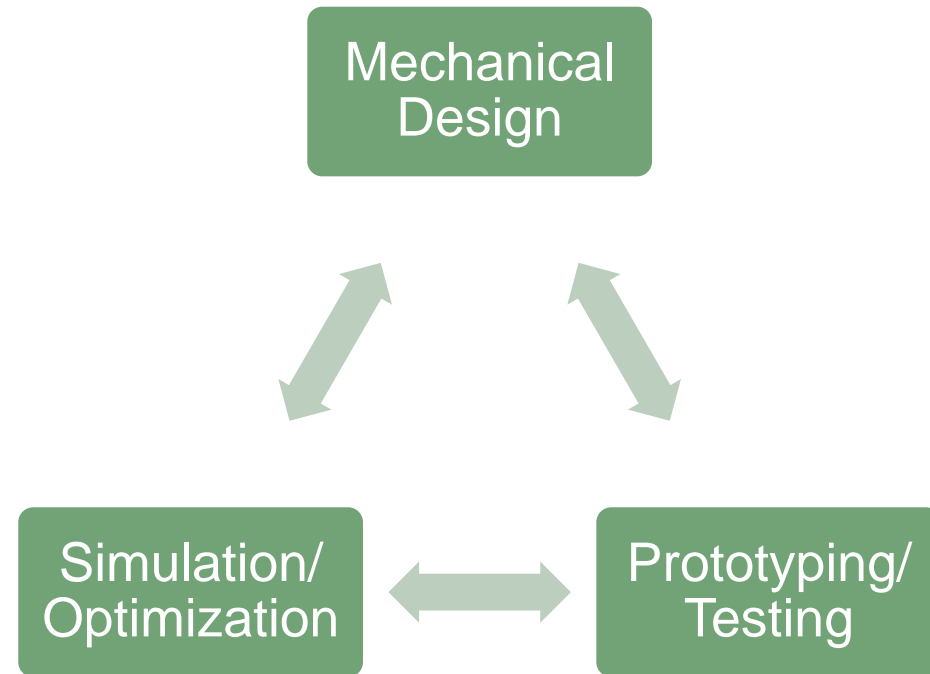 Mechanical
Design
Simulation/
Optimization
Prototyping/
Testing